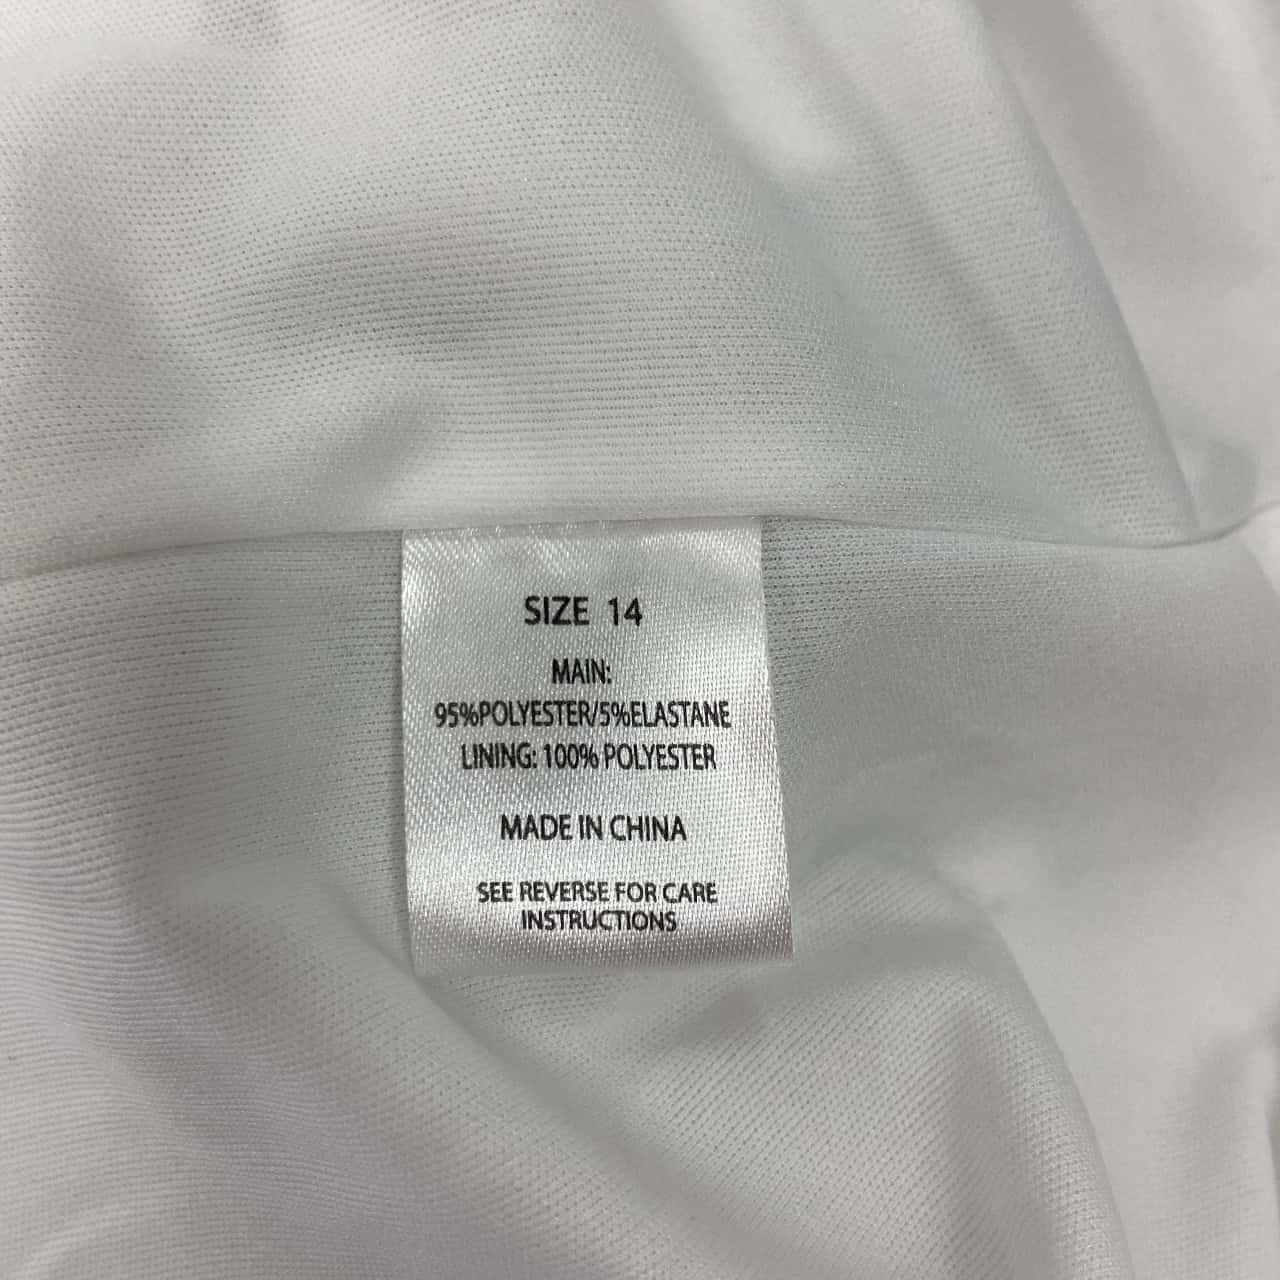 SIZE 14
MAIN:
95%POLYESTER/5%ELASTANE
LINING: 100% POLYESTER
MADE IN CHINA
SEE REVERSE FOR CARE
INSTRUCTIONS